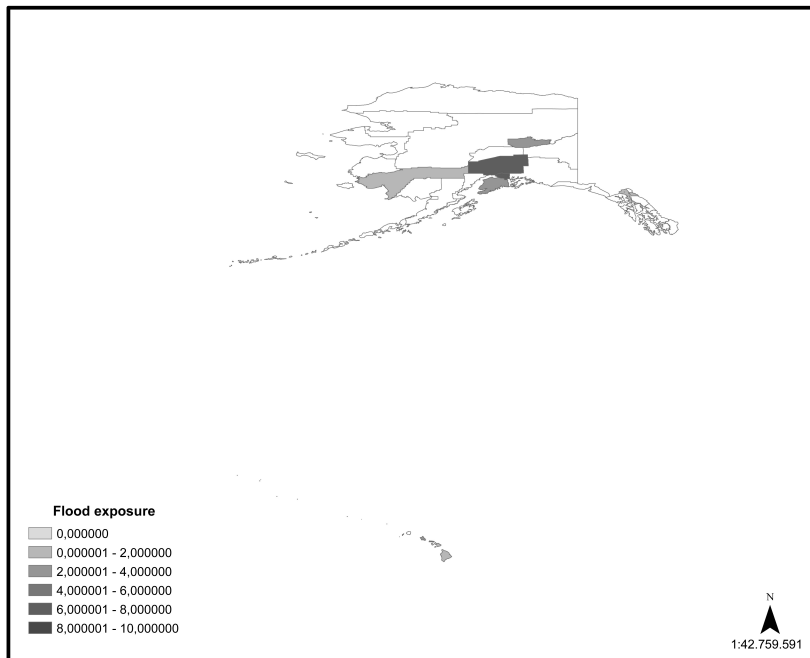 Flood exposure
0,000000
0,000001 - 2,000000
2,000001 - 4,000000
4,000001 - 6,000000
6,000001 - 8,000000
8,000001 - 10,000000
N
1:42.759.591